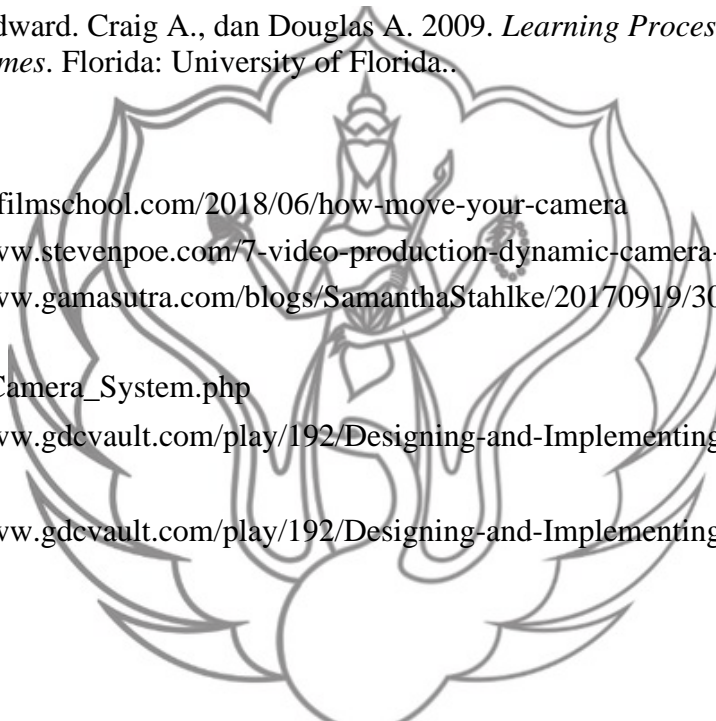 dward. Craig A., dan Douglas A. 2009. Learning Proces
mes. Florida: University of Florida..
filmschool.com/2018/06/how-move-your-camera
ww.stevenpoe.com/7-video-production-dynamic-camera-
ww.gamasutra.com/blogs/SamanthaStahlke/20170919/30
Camera_System.php
ww.gdcvault.com/play/192/Designing-and-Implementing
ww.gdcvault.com/play/192/Designing-and-Implementing